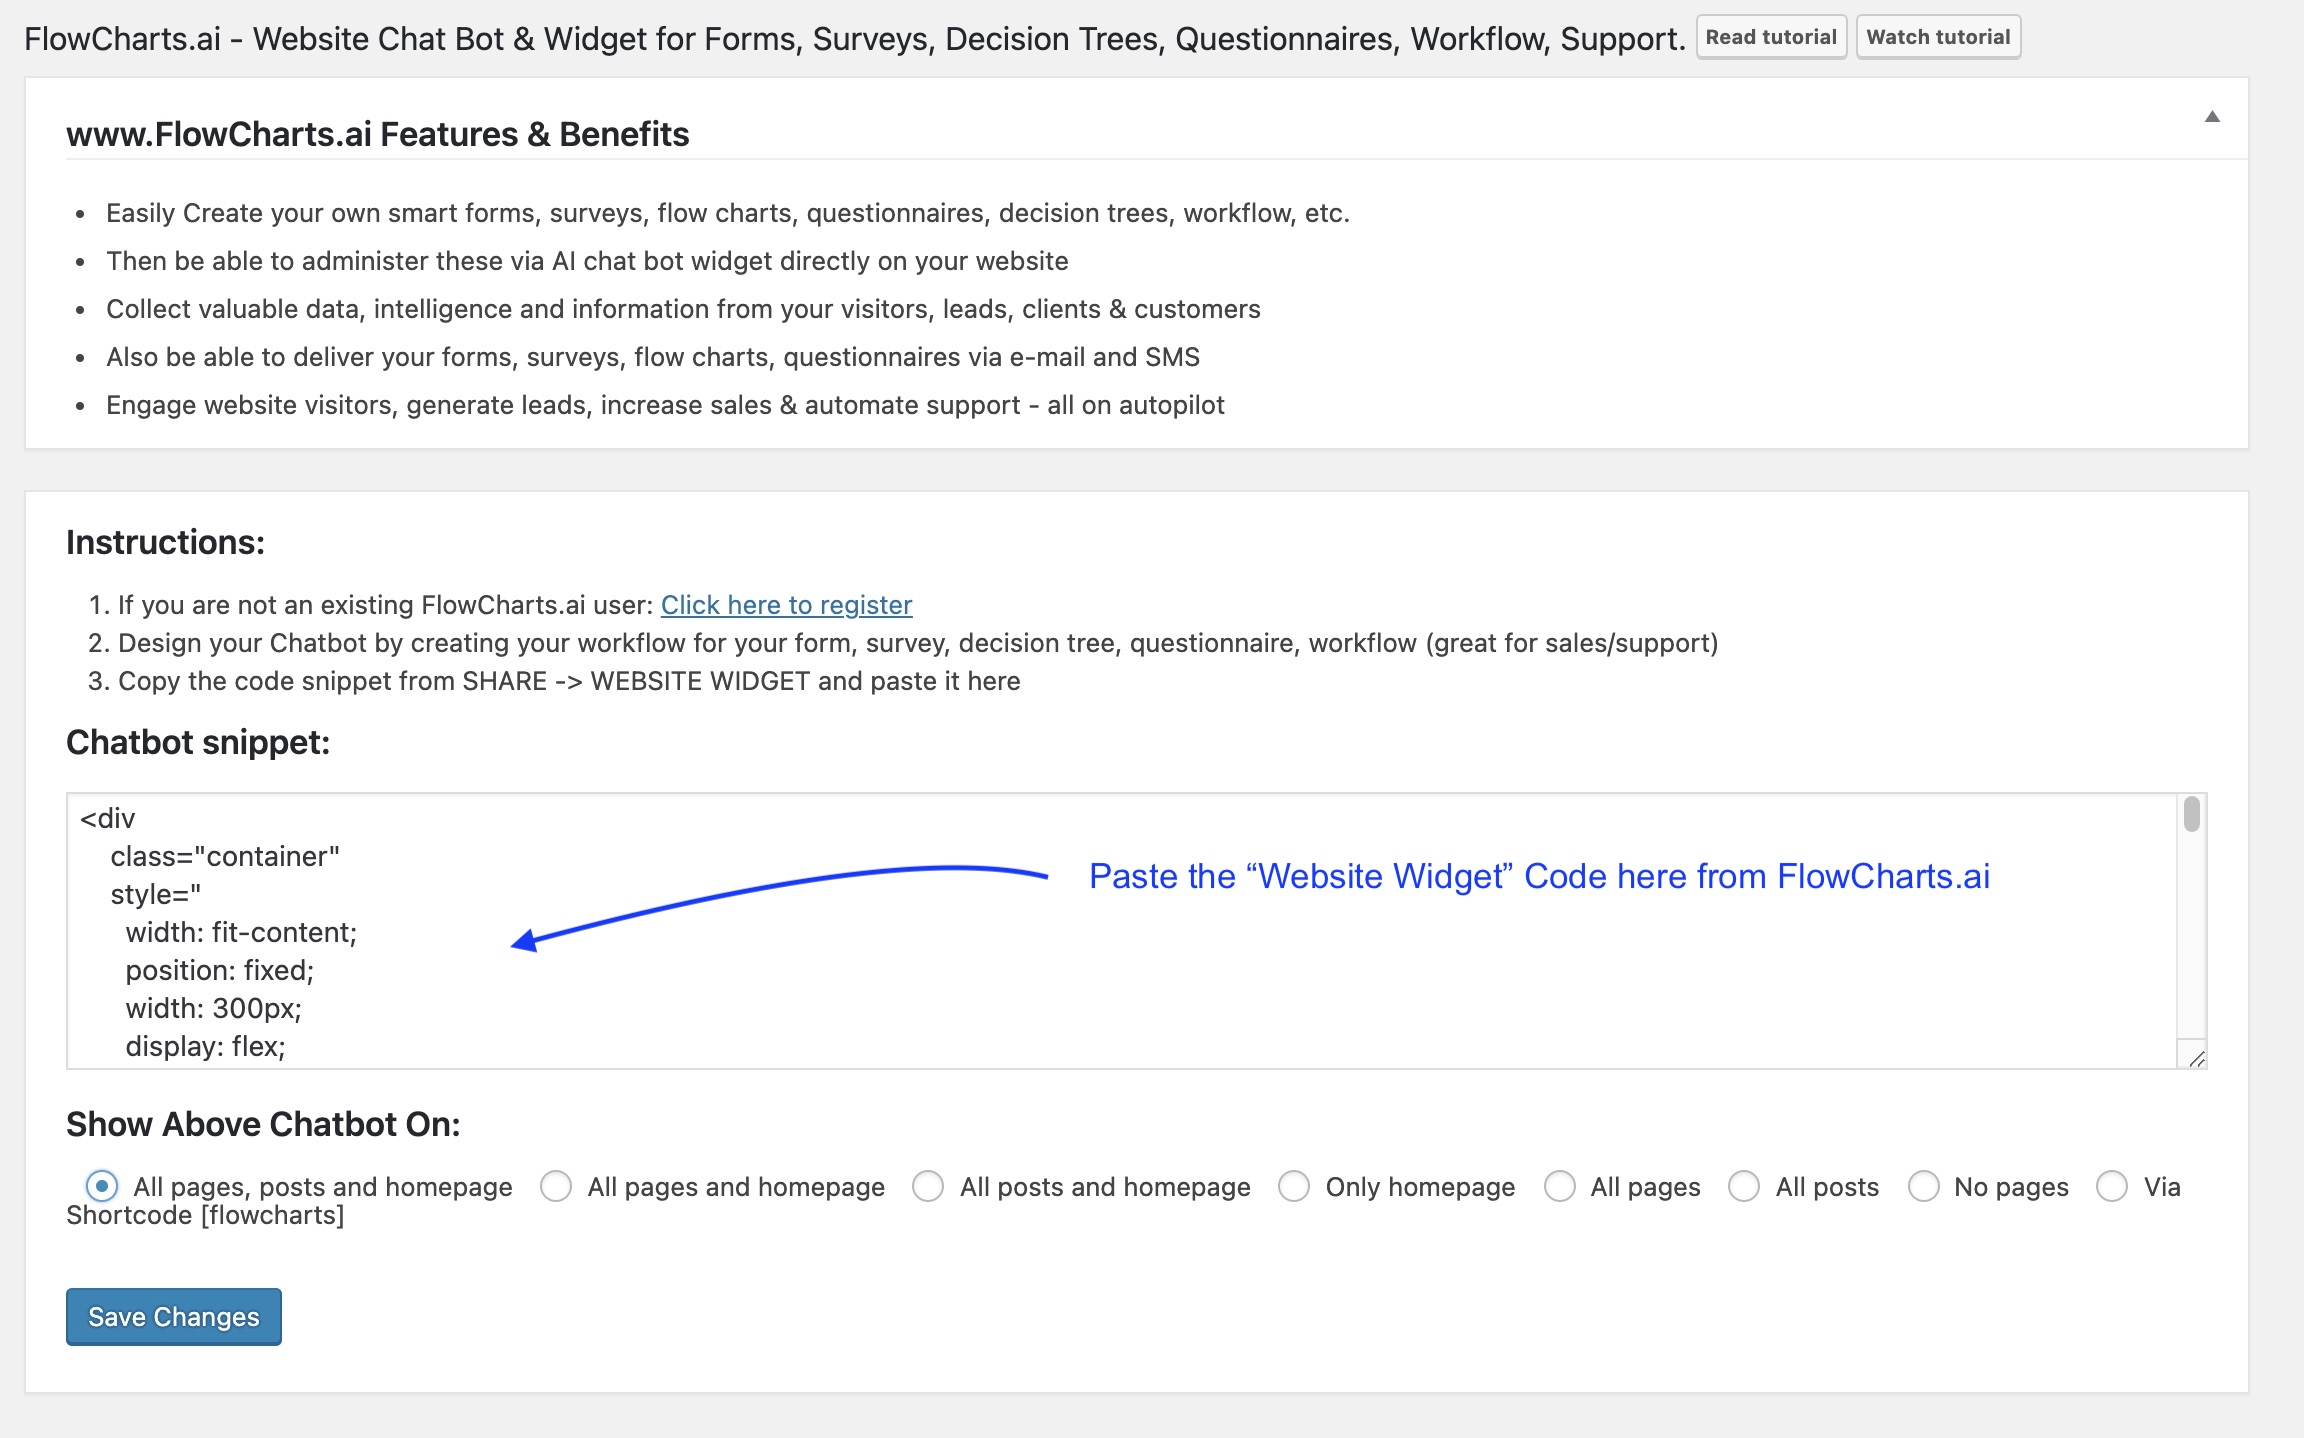 FlowCharts.ai - Website Chat Bot & Widget for Forms, Surveys, Decision Trees, Questionnaires, Workflow, Support. Read tutorial Watch tutorial
www.FlowCharts.ai Features & Benefits
• Easily Create your own smart forms, surveys, flow charts, questionnaires, decision trees, workflow, etc.
• Then be able to administer these via AI chat bot widget directly on your website
• Collect valuable data, intelligence and information from your visitors, leads, clients & customers
• Also be able to deliver your forms, surveys, flow charts, questionnaires via e-mail and SMS
• Engage website visitors, generate leads, increase sales & automate support - all on autopilot
Instructions:
1. If you are not an existing FlowCharts.ai user: Click here to register
2. Design your Chatbot by creating your workflow for your form, survey, decision tree, questionnaire, workflow (great for sales/support)
3. Copy the code snippet from SHARE -> WEBSITE WIDGET and paste it here
Chatbot snippet:
<div
class="container"
style="
width: fit-content;
position: fixed;
width: 300px;
display: flex;
Paste the “Website Widget” Code here from FlowCharts.ai
Show Above Chatbot On:
All pages, posts and homepage All pages and homepage All posts and homepage Only homepage All pages All posts No pages Via
Shortcode [flowcharts]
Save Changes